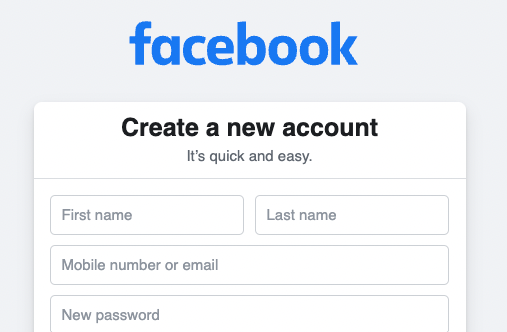 facebook
Create a new account
It's quick and easy.
First name Last name
Mobile number or email
New password